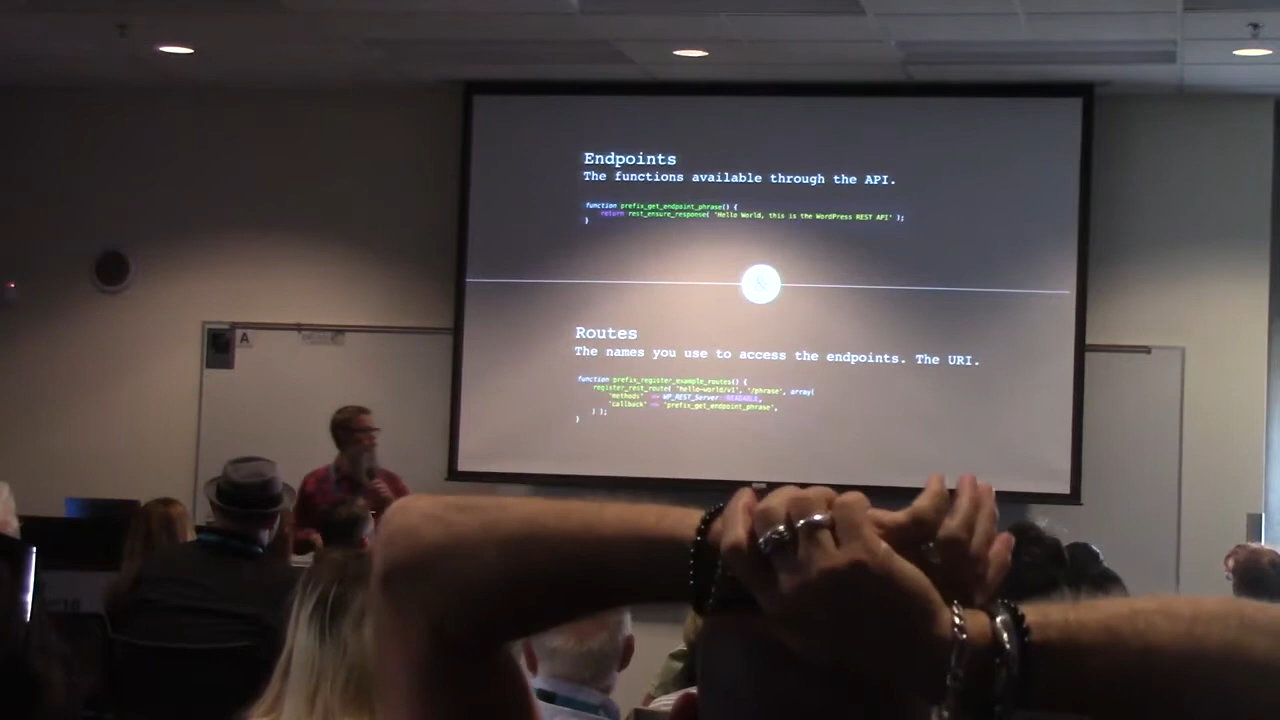 Endpoints
The functions available through the API.
function prefix_get_endpoint_phrase() {
return rest_ensure_response( 'Hello World, this is the WordPress REST API' );
}
&
Routes
The names you use to access the endpoints. The URI.
function prefix_register_example_routes() {
register_rest_route( 'hello-world/v1', '/phrase', array(
'methods' => WP_REST_Server::READABLE,
'callback' => 'prefix_get_endpoint_phrase',
) );
}
A